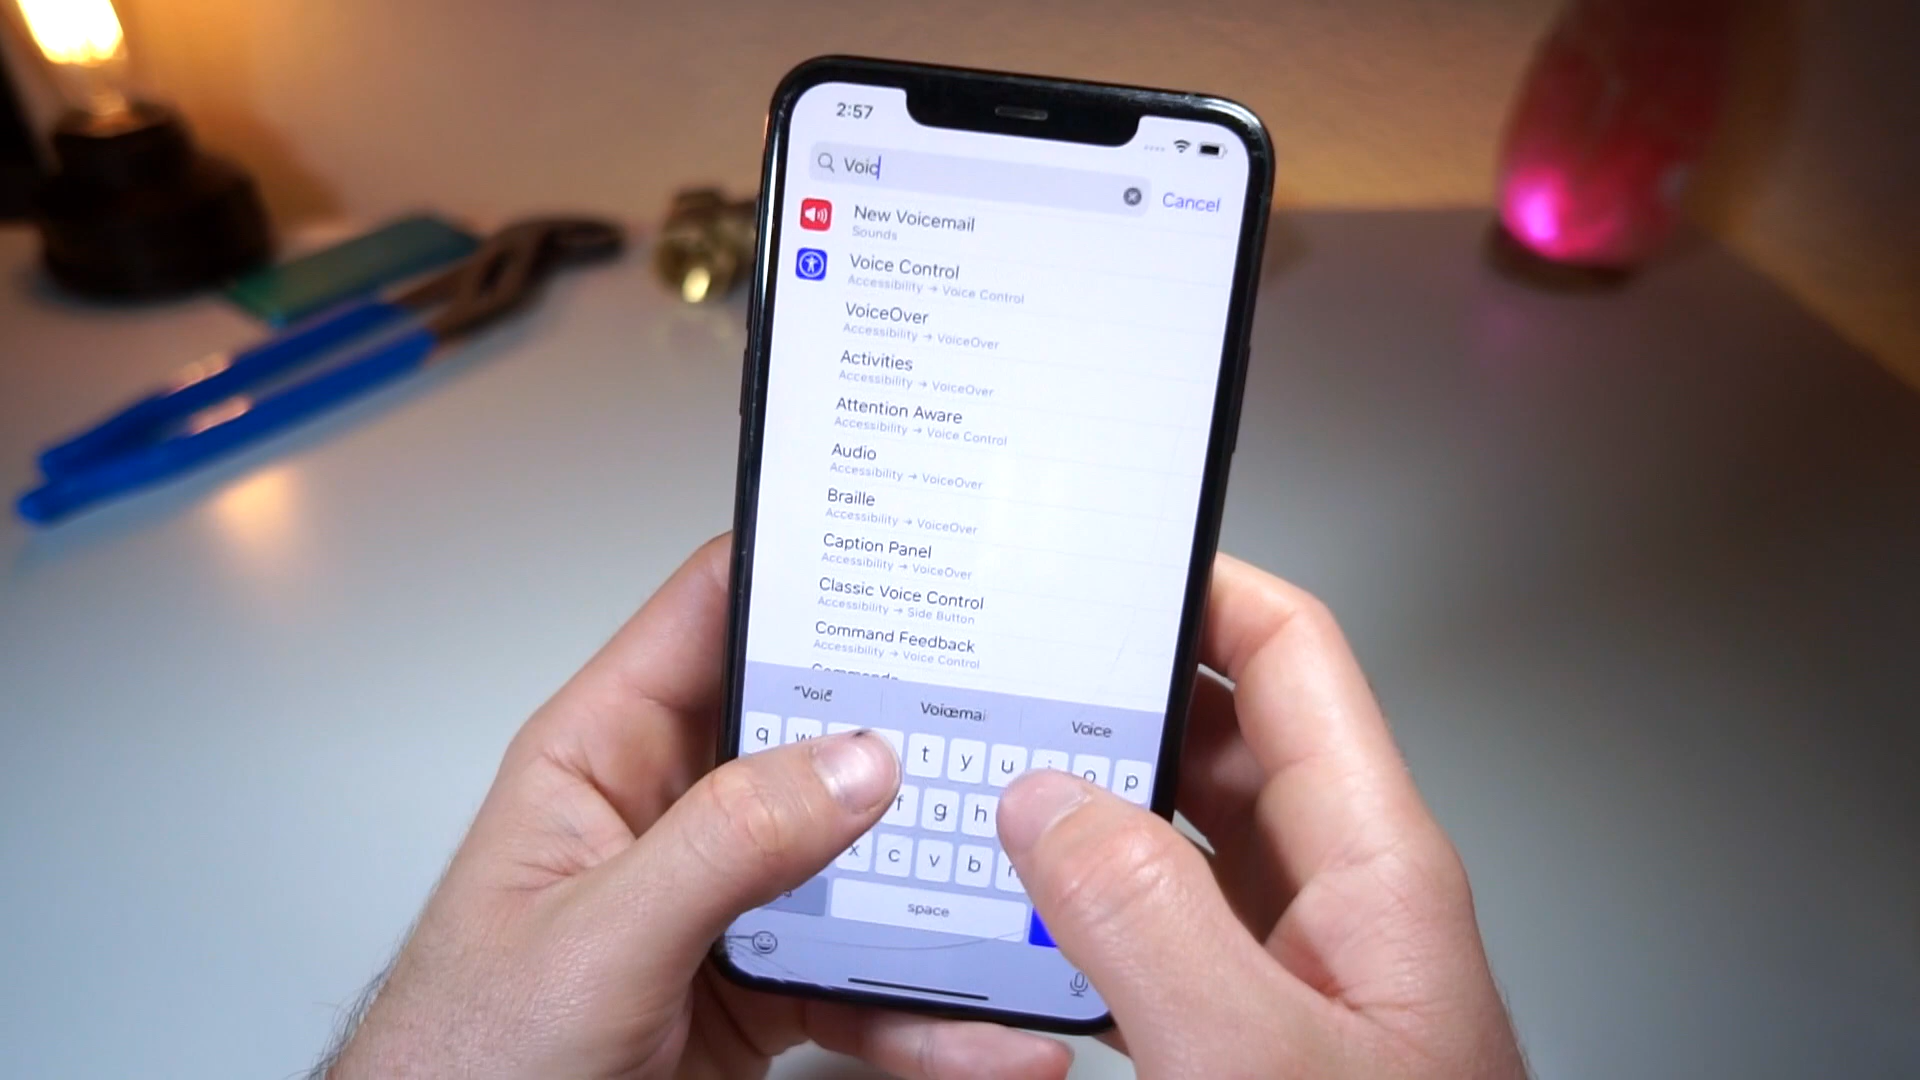 2:57
Voic
Cancel
New Voicemail
Sounds
Voice Control
Accessibility → Voice Control
VoiceOver
Accessibility → VoiceOver
Activities
Accessibility → VoiceOver
Attention Aware
Accessibility → Voice Control
Audio
Accessibility → VoiceOver
Braille
Accessibility → VoiceOver
Caption Panel
Accessibility → VoiceOver
Classic Voice Control
Accessibility → Side Button
Command Feedback
Accessibility → Voice Control
Voice
q w t y u i o p
f g h
x c v b n
space